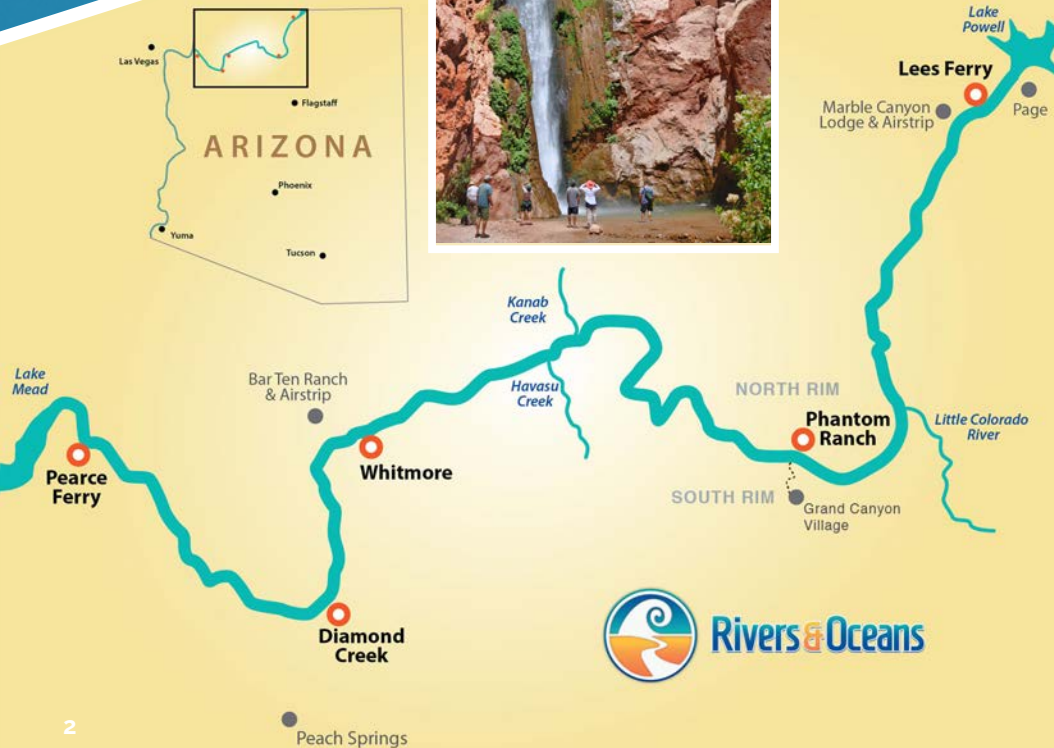 Las Vegas
Flagstaff
ARIZONA
Phoenix
Yuma
Tucson
Lake
Powell
Lees Ferry
Page
Marble Canyon
Lodge & Airstrip
Kanab
Creek
Havasu
Creek
Lake
Mead
Bar Ten Ranch
& Airstrip
NORTH RIM
Phantom
Ranch
Little Colorado
River
Pearce
Ferry
Whitmore
SOUTH RIM
Grand Canyon
Village
Diamond
Creek
Rivers & Oceans
2
Peach Springs